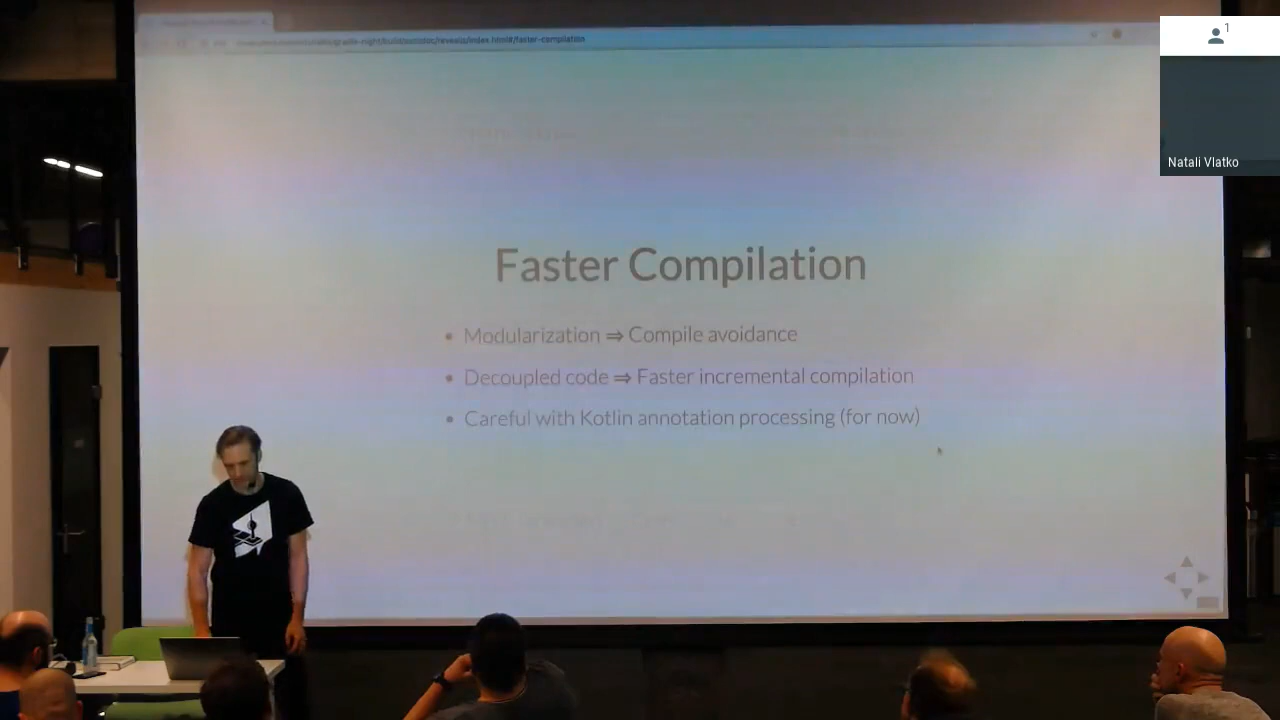 1
Natali Vlatko
Faster Compilation
• Modularization ⇒ Compile avoidance
• Decoupled code ⇒ Faster incremental compilation
• Careful with Kotlin annotation processing (for now)